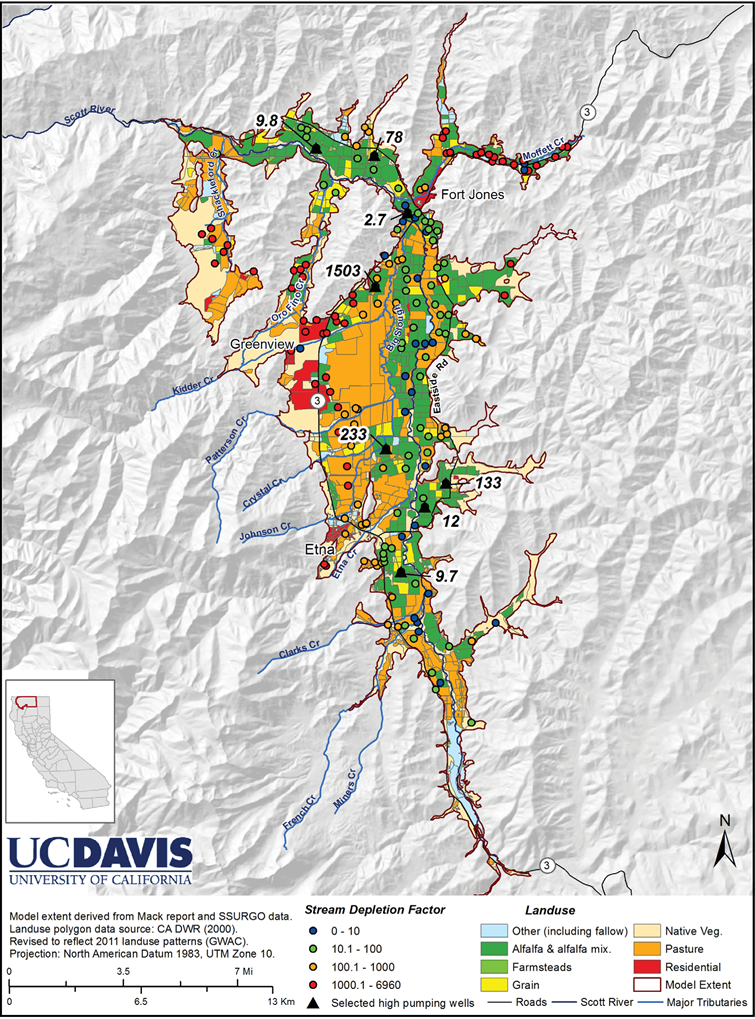 Scott River
9.8
78
3
Moffett Cr
Shackleford Cr
Fort Jones
2.7
1503
Oro Fino Cr
Big Slough
Greenview
Eastside Rd
Kidder Cr
3
Patterson Cr
233
133
Crystal Cr
12
Johnson Cr
Etna
Etna Cr
9.7
Clarks Cr
French Cr
Miners Cr
N
3
UCDAVIS
UNIVERSITY OF CALIFORNIA
Model extent derived from Mack report and SSURGO data.
Landuse polygon data source: CA DWR (2000).
Revised to reflect 2011 landuse patterns (GWAC).
Projection: North American Datum 1983, UTM Zone 10.
0 3.5 7 Mi
0 6.5 13 Km
Stream Depletion Factor
0 - 10
10.1 - 100
100.1 - 1000
1000.1 - 6960
Selected high pumping wells
Landuse
Other (including fallow)
Alfalfa & alfalfa mix.
Farmsteads
Grain
Native Veg.
Pasture
Residential
Model Extent
Roads
Scott River
Major Tributaries